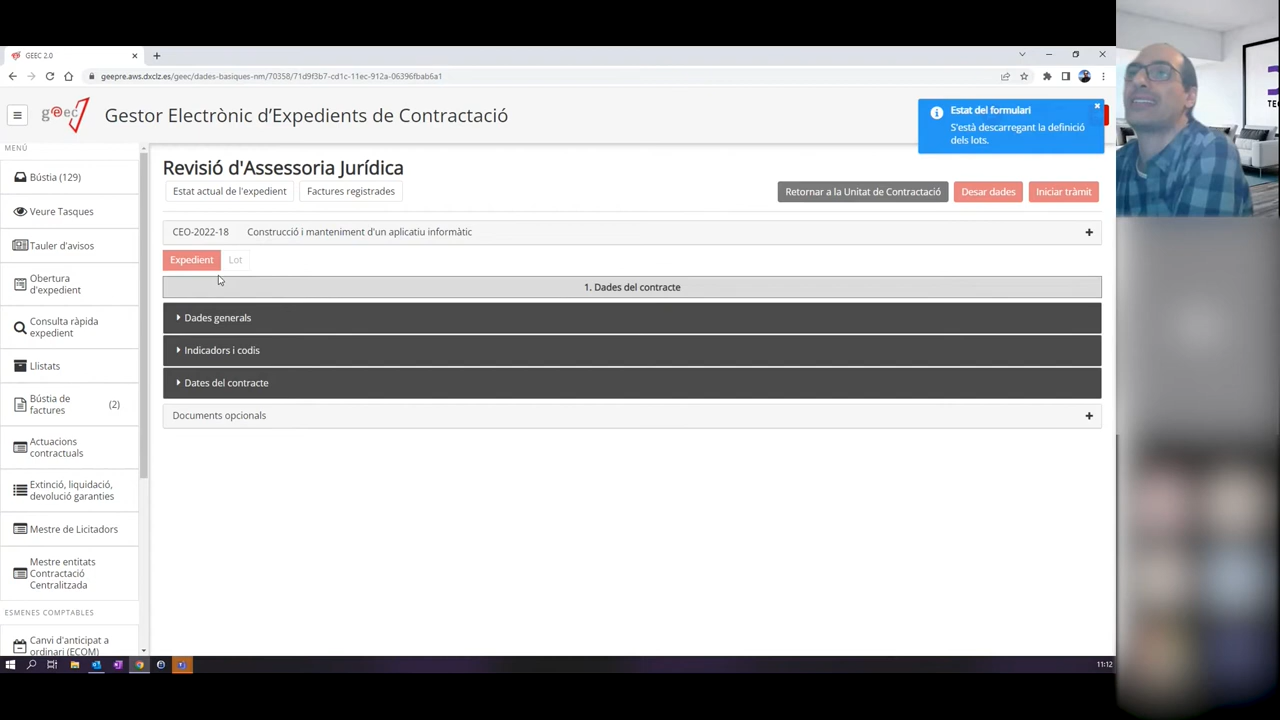 GEEC 2.0
geepre.aws.dxclz.es/geec/dades-basiques-nm/70358/71d9f3b7-cd1c-11ec-912a-06396fbab6a1
geec
Gestor Electrònic d'Expedients de Contractació
Estat del formulari
S'està descarregant la definició
dels lots.
MENÚ
Bústia (129)
Veure Tasques
Tauler d'avisos
Obertura
d'expedient
Consulta ràpida
expedient
Llistats
Bústia de
factures
(2)
Actuacions
contractuals
Extinció, liquidació,
devolució garanties
Mestre de Licitadors
Mestre entitats
Contractació
Centralitzada
ESMENES COMPTABLES
Canvi d'anticipat a
ordinari (ECOM)
Revisió d'Assessoria Jurídica
Estat actual de l'expedient
Factures registrades
Retornar a la Unitat de Contractació
Desar dades
Iniciar tràmit
CEO-2022-18 Construcció i manteniment d'un aplicatiu informàtic
Expedient
Lot
1. Dades del contracte
Dades generals
Indicadors i codis
Dates del contracte
Documents opcionals
11:12